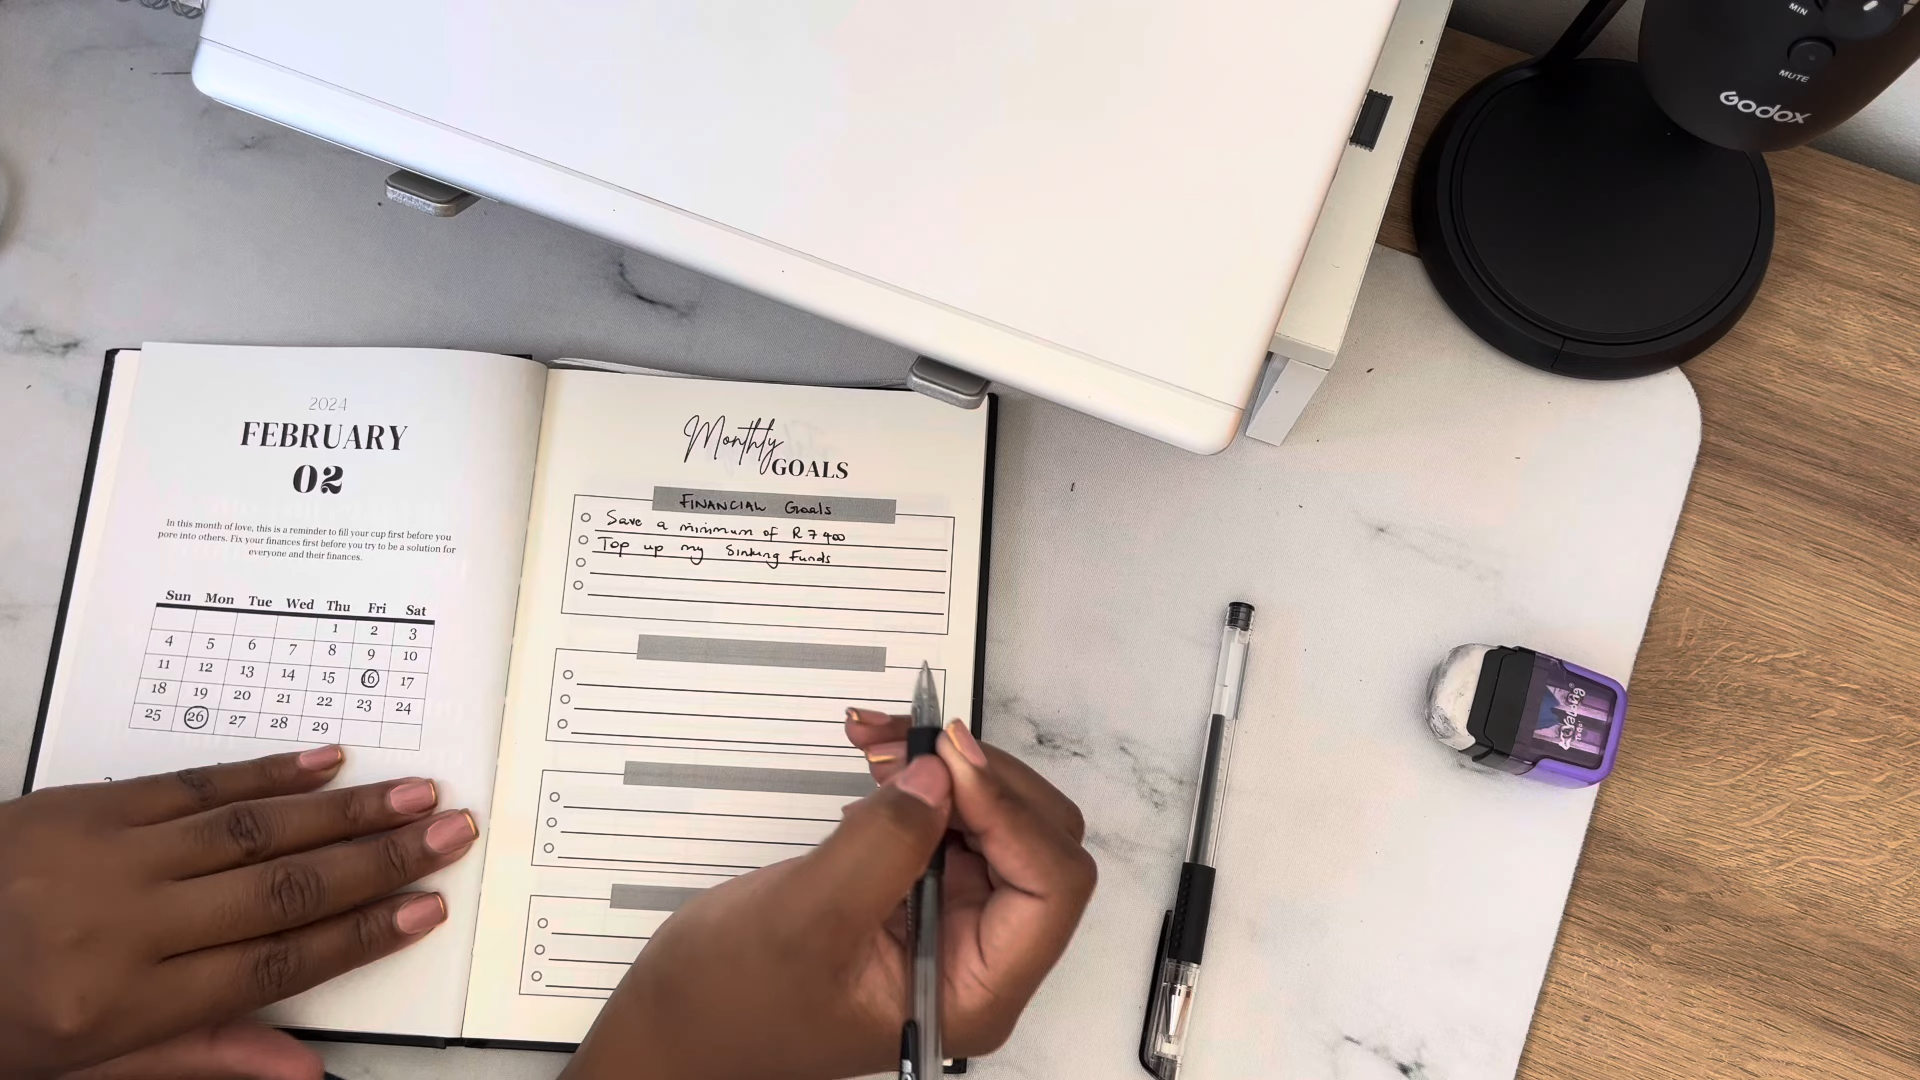 MIN
MUTE
Godox
2024
FEBRUARY
02
In this month of love, this is a reminder to fill your cup first before you
pore into others. Fix your finances first before you try to be a solution for
everyone and their finances.
Sun Mon Tue Wed Thu Fri Sat
1 2 3
4 5 6 7 8 9 10
11 12 13 14 15 16 17
18 19 20 21 22 23 24
25 26 27 28 29
Monthly
GOALS
FINANCIAL Goals
Save a minimum of R7400
Top up my Sinking Funds